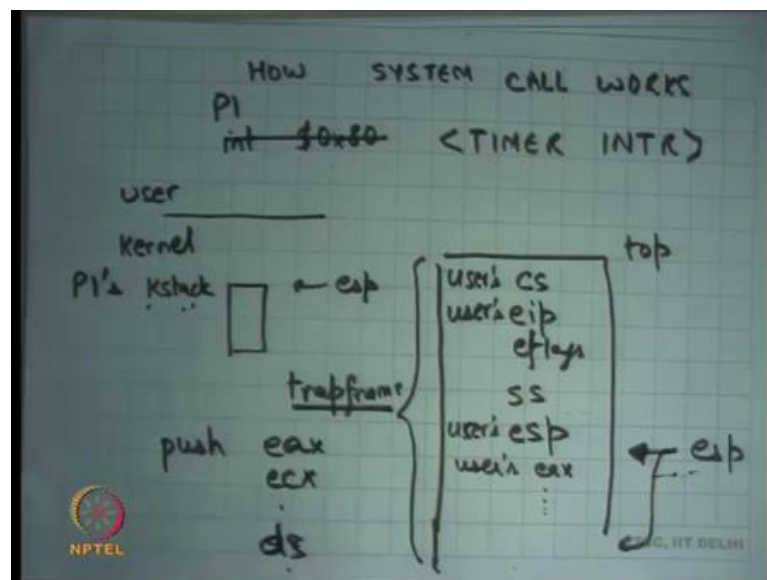 HOW SYSTEM CALL WORKS
P1
int $0x80 <TIMER INTR>
user
kernel
P1's kstack ← esp
top
user's cs
user's eip
eflags
trapframe
ss
user's esp
user's eax
← esp
push eax
ecx
ds
NPTEL
IIT DELHI